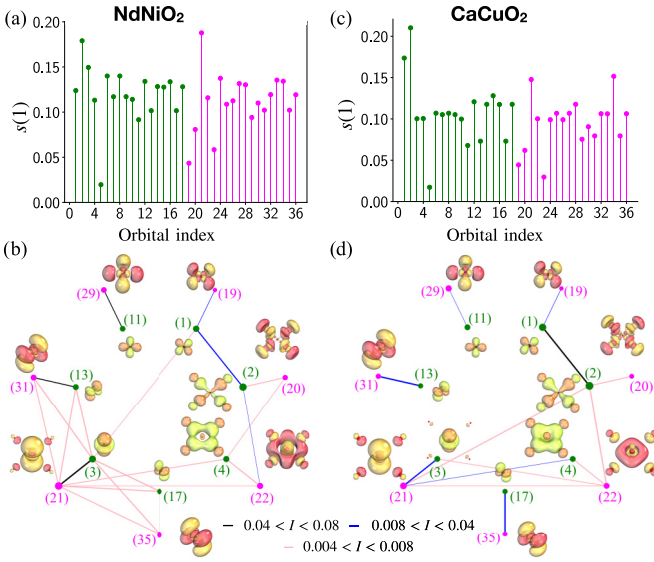 (a)
NdNiO₂
0.20
0.15
0.10
0.05
0.00
s(1)
0 4 8 12 16 20 24 28 32 36
Orbital index
(c)
CaCuO₂
0.20
0.15
0.10
0.05
0.00
s(1)
0 4 8 12 16 20 24 28 32 36
Orbital index
(b)
(29)
(19)
(11)
(1)
(31)
(13)
(2)
(20)
(3)
(4)
(21)
(17)
(22)
(35)
(d)
(29)
(19)
(11)
(1)
(31)
(13)
(2)
(20)
(3)
(4)
(21)
(17)
(22)
(35)
0.04 < I < 0.08
0.008 < I < 0.04
0.004 < I < 0.008